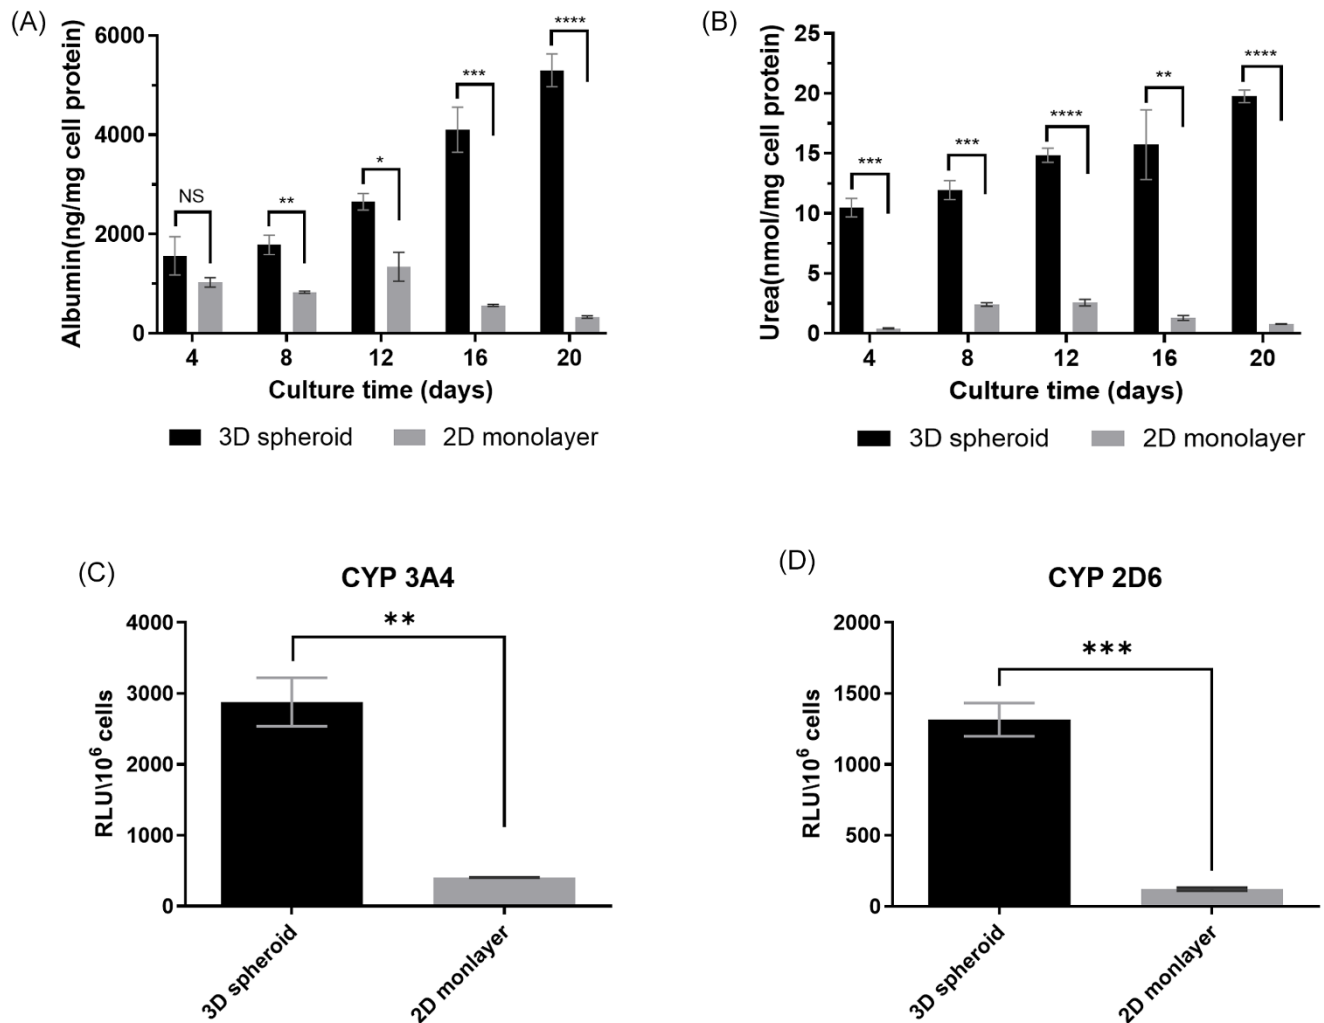 (A)
Albumin(ng/mg cell protein)
6000
4000
2000
0
NS
**
*
***
****
4 8 12 16 20
Culture time (days)
3D spheroid 2D monolayer
(B)
Urea(nmol/mg cell protein)
25
20
15
10
5
0
***
***
****
**
****
4 8 12 16 20
Culture time (days)
3D spheroid 2D monolayer
(C)
CYP 3A4
RLU\10⁶ cells
4000
3000
2000
1000
0
**
3D spheroid
2D monlayer
(D)
CYP 2D6
RLU\10⁶ cells
2000
1500
1000
500
0
***
3D spheroid
2D monlayer